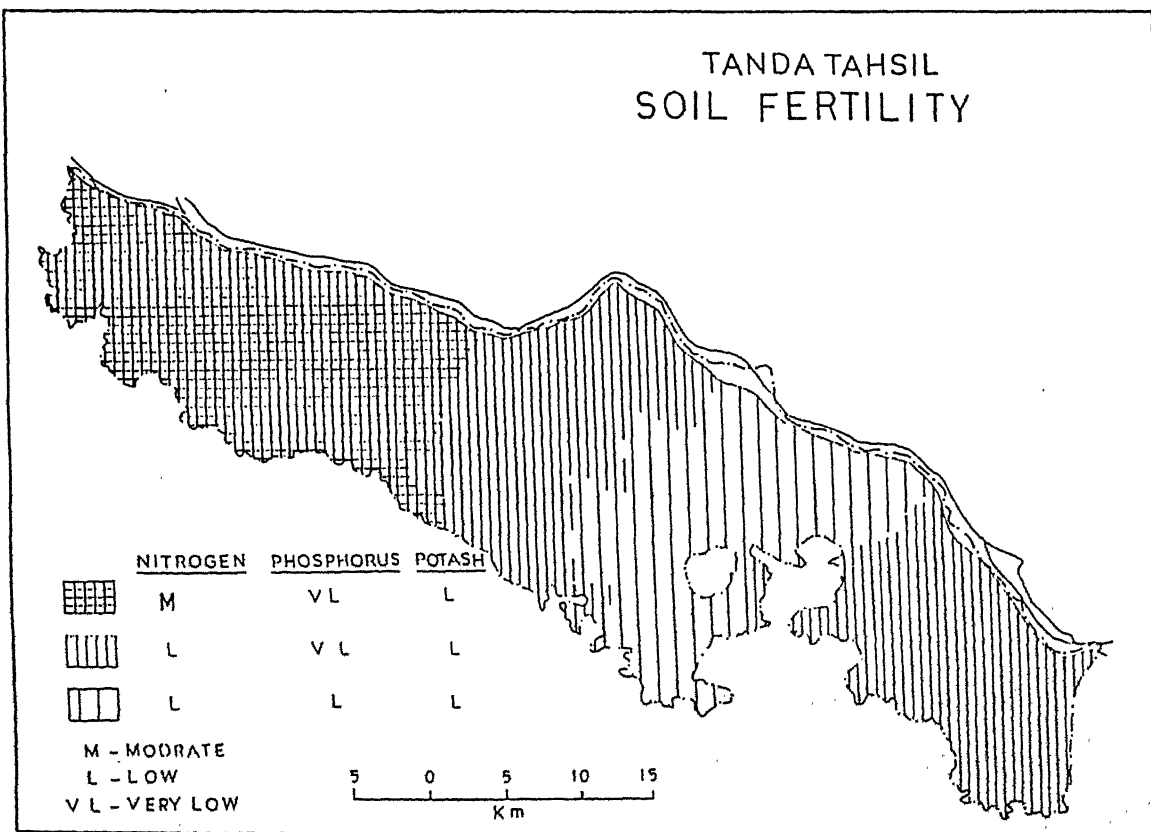 TANDA TAHSIL
SOIL FERTILITY
NITROGEN PHOSPHORUS POTASH
M VL L
L VL L
L L L
M - MODRATE
L - LOW
VL - VERY LOW
5 0 5 10 15
Km